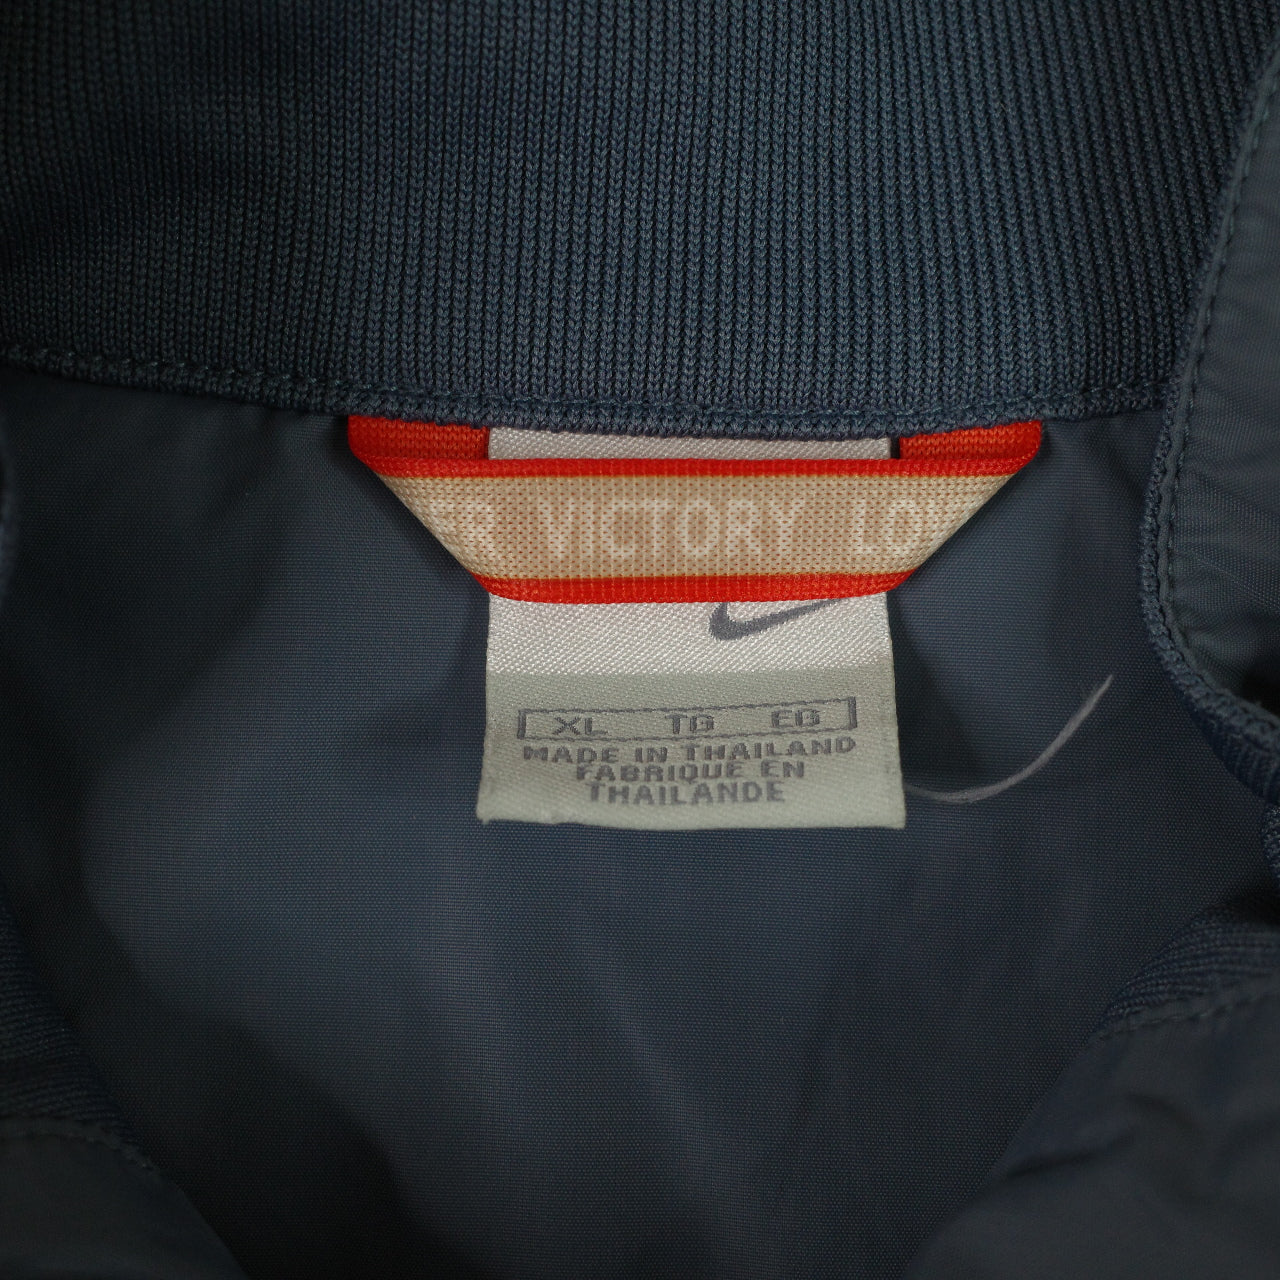 VICTORY
XL TG EG
MADE IN THAILAND
FABRIQUE EN
THAILANDE